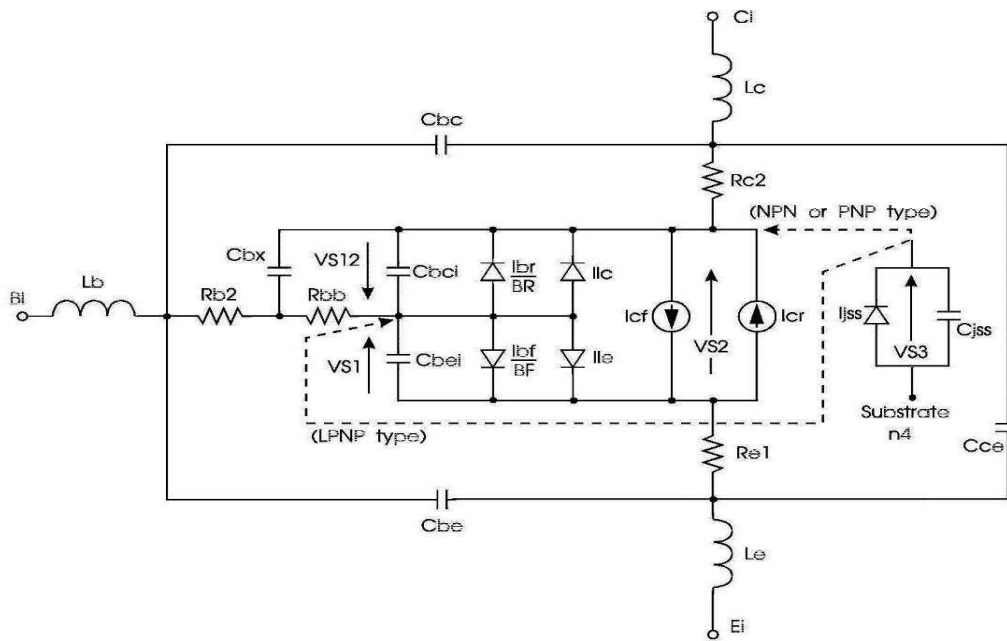 Ci
Lc
Cbc
Rc2
(NPN or PNP type)
Cbx
VS12
Cbci
Ibr
BR
Ilc
Lb
Bi
Rb2
Rbb
Icf
VS2
Icr
Ijss
Cjss
VS3
VS1
Cbei
Ibf
BF
Ile
Substrate
n4
(LPNP type)
Re1
Cce
Cbe
Le
Ei